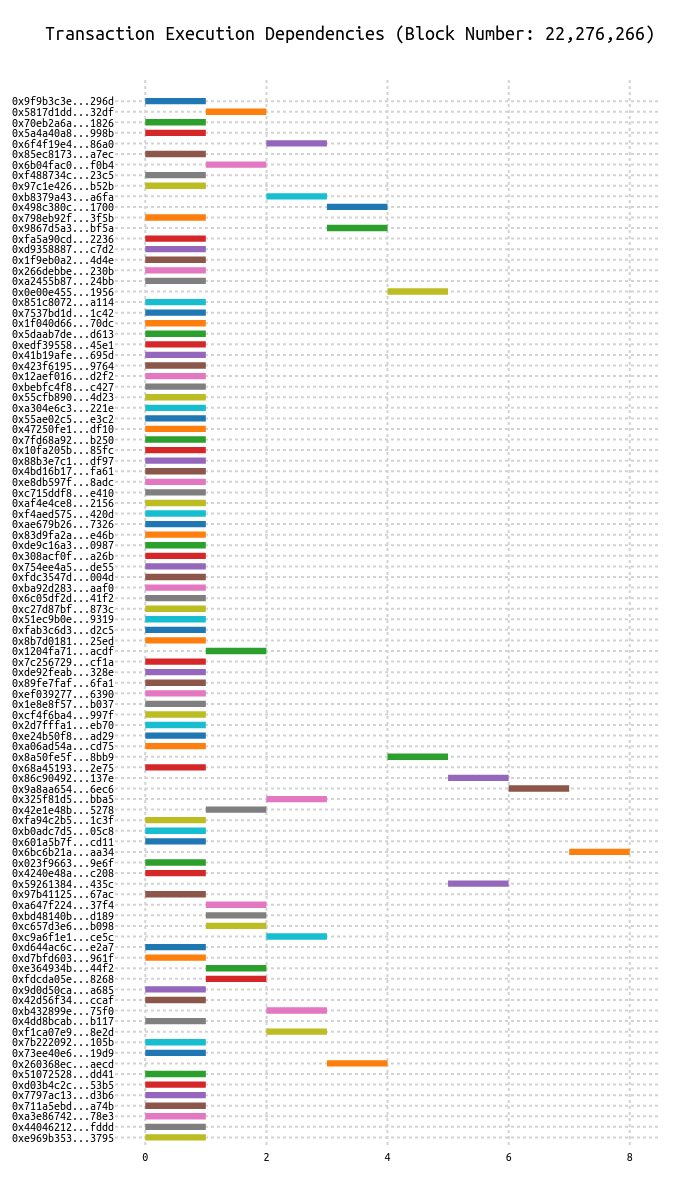 Transaction Execution Dependencies (Block Number: 22,276,266)
0x9f9b3c3e...296d
0x5817d1dd...32df
0x70eb2a6a...1826
0x5a4a40a8...998b
0x6f4f19e4...86a0
0x85ec8173...a7ec
0x6b04fac0...f0b4
0xf488734c...23c5
0x97c1e426...b52b
0xb8379a43...a6fa
0x498c380c...1700
0x798eb92f...3f5b
0x9867d5a3...bf5a
0xfa5a90cd...2236
0xd9358887...c7d2
0x1f9eb0a2...4d4e
0x266debbe...230b
0xa2455b87...24bb
0x0e00e455...1956
0x851c8072...a114
0x7537bd1d...1c42
0x1f040d66...70dc
0x5daab7de...d613
0xedf39558...45e1
0x41b19afe...695d
0x423f6195...9764
0x12aef016...d2f2
0xbebfc4f8...c427
0x55cfb890...4d23
0xa304e6c3...221e
0x55ae02c5...e3c2
0x47250fe1...df10
0x7fd68a92...b250
0x10fa205b...85fc
0x88b3e7c1...df97
0x4bd16b17...fa61
0xe8db597f...8adc
0xc715ddf8...e410
0xaf4e4ce8...2156
0xf4aed575...420d
0xae679b26...7326
0x83d9fa2a...e46b
0xde9c16a3...0987
0x308acf0f...a26b
0x754ee4a5...de55
0xfdc3547d...004d
0xba92d283...aaf0
0x6c05df2d...41f2
0xc27d87bf...873c
0x51ec9b0e...9319
0xfab3c6d3...d2c5
0x8b7d0181...25ed
0x1204fa71...acdf
0x7c256729...cf1a
0xde92feab...328e
0x89fe7faf...6fa1
0xef039277...6390
0x1e8e8f57...b037
0xcf4f6ba4...997f
0x2d7fffa1...eb70
0xe24b50f8...ad29
0xa06ad54a...cd75
0x8a50fe5f...8bb9
0x68a45193...2e75
0x86c90492...137e
0x9a8aa654...6ec6
0x325f81d5...bba5
0x42e1e48b...5278
0xfa94c2b5...1c3f
0xb0adc7d5...05c8
0x601a5b7f...cd11
0x6bc6b21a...aa34
0x023f9663...9e6f
0x4240e48a...c208
0x59261384...435c
0x97b41125...67ac
0xa647f224...37f4
0xbd48140b...d189
0xc657d3e6...b098
0xc9a6f1e1...ce5c
0xd644ac6c...e2a7
0xd7bfd603...961f
0xe364934b...44f2
0xfdcda05e...8268
0x9d0d50ca...a685
0x42d56f34...ccaf
0xb432899e...75f0
0x4dd8bcab...b117
0xf1ca07e9...8e2d
0x7b222092...105b
0x73ee40e6...19d9
0x260368ec...aecd
0x51072528...dd41
0xd03b4c2c...53b5
0x7797ac13...d3b6
0x711a5ebd...a74b
0xa3e86742...78e3
0x44046212...fddd
0xe969b353...3795
0 2 4 6 8